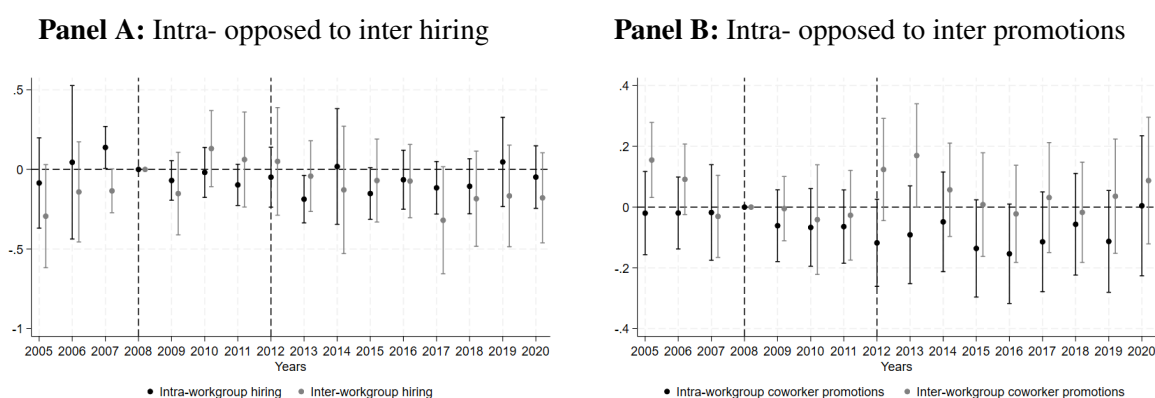 Panel A: Intra- opposed to inter hiring
.5
0
-.5
-1
2005 2006 2007 2008 2009 2010 2011 2012 2013 2014 2015 2016 2017 2018 2019 2020
Years
Intra-workgroup hiring Inter-workgroup hiring
Panel B: Intra- opposed to inter promotions
.4
.2
0
-.2
-.4
2005 2006 2007 2008 2009 2010 2011 2012 2013 2014 2015 2016 2017 2018 2019 2020
Years
Intra-workgroup coworker promotions Inter-workgroup coworker promotions